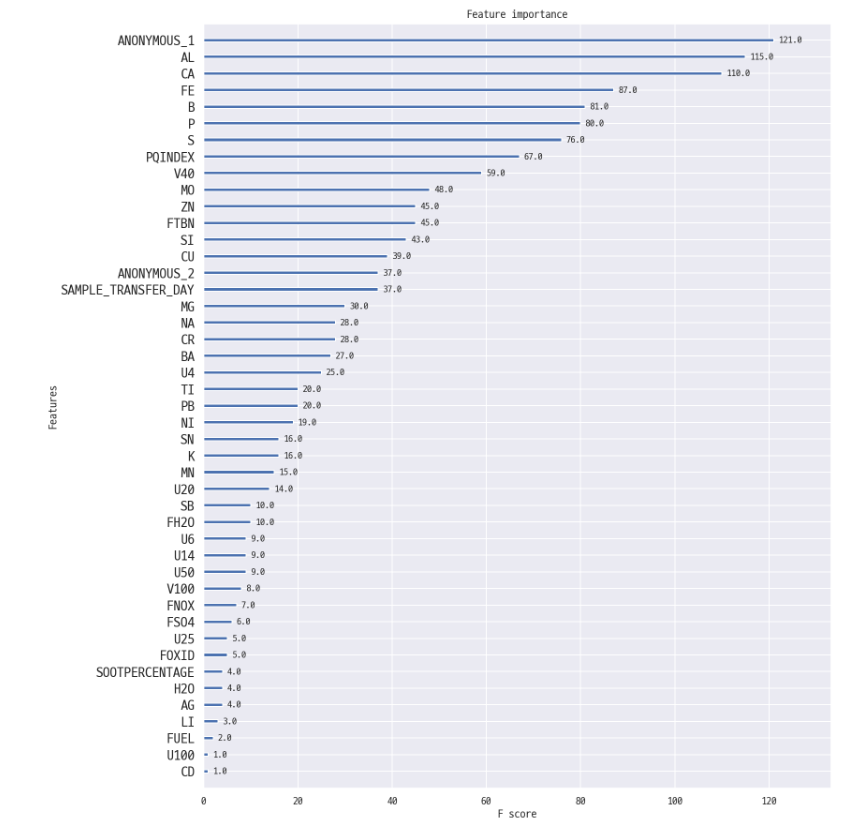 Feature importance
ANONYMOUS_1 121.0
AL 115.0
CA 110.0
FE 87.0
B 81.0
P 80.0
S 76.0
PQINDEX 67.0
V40 59.0
MO 48.0
ZN 45.0
FTBN 45.0
SI 43.0
CU 39.0
ANONYMOUS_2 37.0
SAMPLE_TRANSFER_DAY 37.0
MG 30.0
NA 28.0
CR 28.0
BA 27.0
U4 25.0
TI 20.0
PB 20.0
NI 19.0
SN 16.0
K 16.0
MN 15.0
U20 14.0
SB 10.0
FH2O 10.0
U6 9.0
U14 9.0
U50 9.0
V100 8.0
FNOX 7.0
FSO4 6.0
U25 5.0
FOXID 5.0
SOOTPERCENTAGE 4.0
H2O 4.0
AG 4.0
LI 3.0
FUEL 2.0
U100 1.0
CD 1.0
Features
0 20 40 60 80 100 120
F score